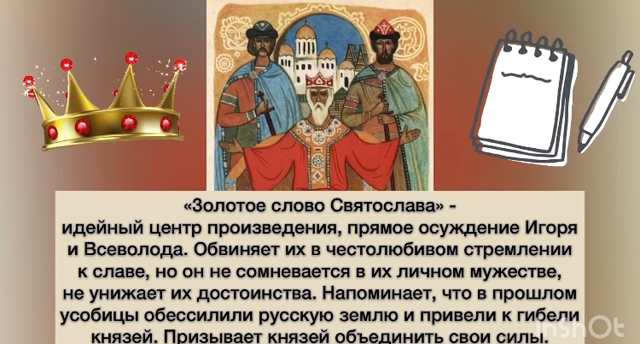 «Золотое слово Святослава» -
идейный центр произведения, прямое осуждение Игоря
и Всеволода. Обвиняет их в честолюбивом стремлении
к славе, но он не сомневается в их личном мужестве,
не унижает их достоинства. Напоминает, что в прошлом
усобицы обессилили русскую землю и привели к гибели
князей. Призывает князей объединить свои силы.
InShOt